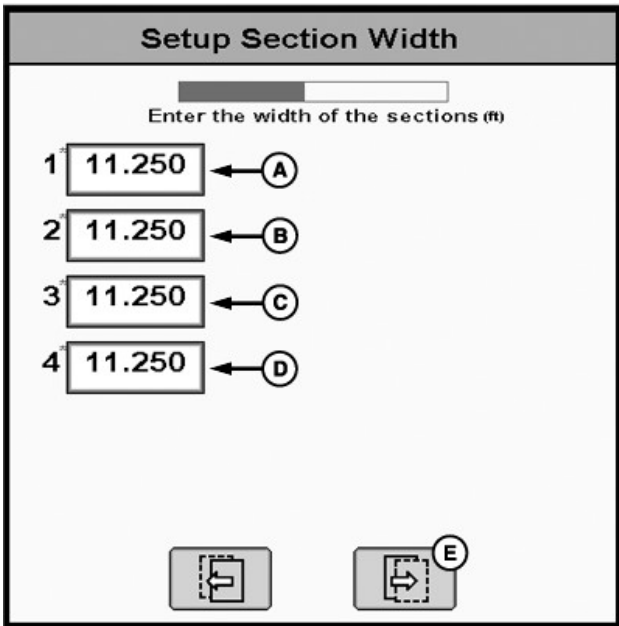 Setup Section Width
Enter the width of the sections (ft)
1 11.250 A
2 11.250 B
3 11.250 C
4 11.250 D
E